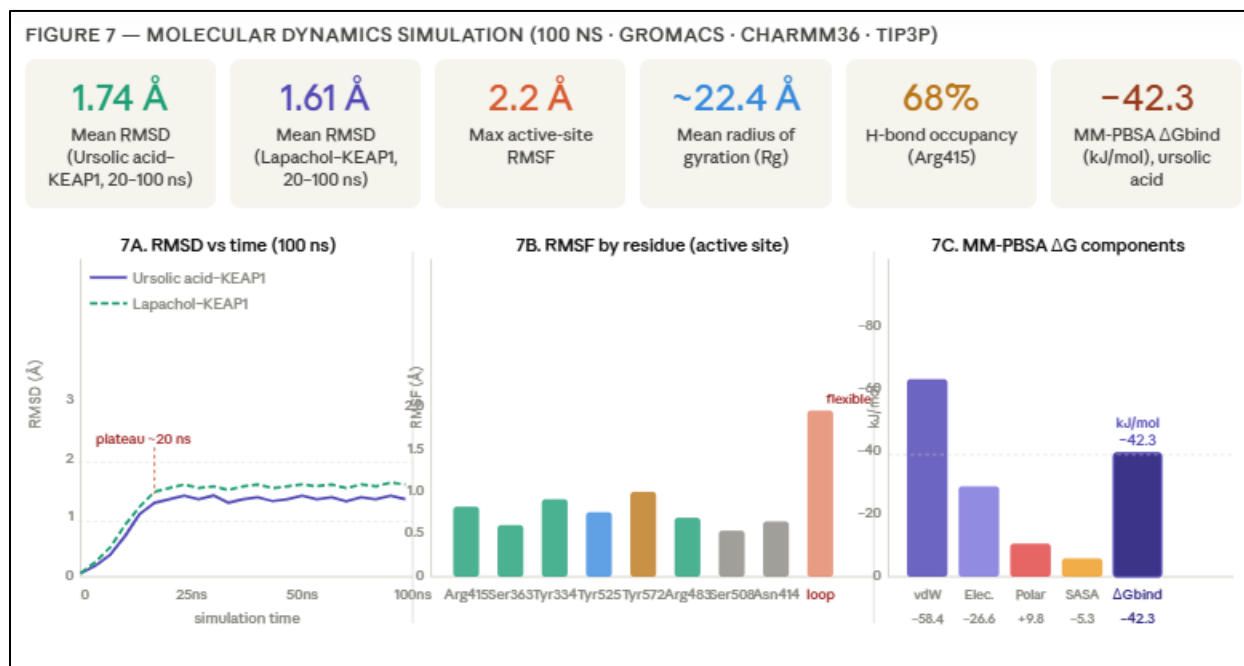 FIGURE 7 — MOLECULAR DYNAMICS SIMULATION (100 NS · GROMACS · CHARMM36 · TIP3P)
1.74 Å
Mean RMSD
(Ursolic acid–
KEAP1, 20–100 ns)
1.61 Å
Mean RMSD
(Lapachol–KEAP1,
20–100 ns)
2.2 Å
Max active-site
RMSF
~22.4 Å
Mean radius of
gyration (Rg)
68%
H-bond occupancy
(Arg415)
−42.3
MM-PBSA ΔGbind
(kJ/mol), ursolic
acid
7A. RMSD vs time (100 ns)
Ursolic acid–KEAP1
Lapachol–KEAP1
RMSD (Å)
3
plateau ~20 ns
2
1
0
0
25ns
50ns
100ns
simulation time
7B. RMSF by residue (active site)
RMSF (Å)
2.0
flexible
1.5
1.0
0.5
0
Arg415
Ser363
Tyr334
Tyr525
Tyr572
Arg483
Ser508
Asn414
loop
7C. MM-PBSA ΔG components
−80
−60
kJ/mol
kJ/mol
−42.3
−40
−20
0
vdW
Elec.
Polar
SASA
ΔGbind
−58.4
−26.6
+9.8
−5.3
−42.3